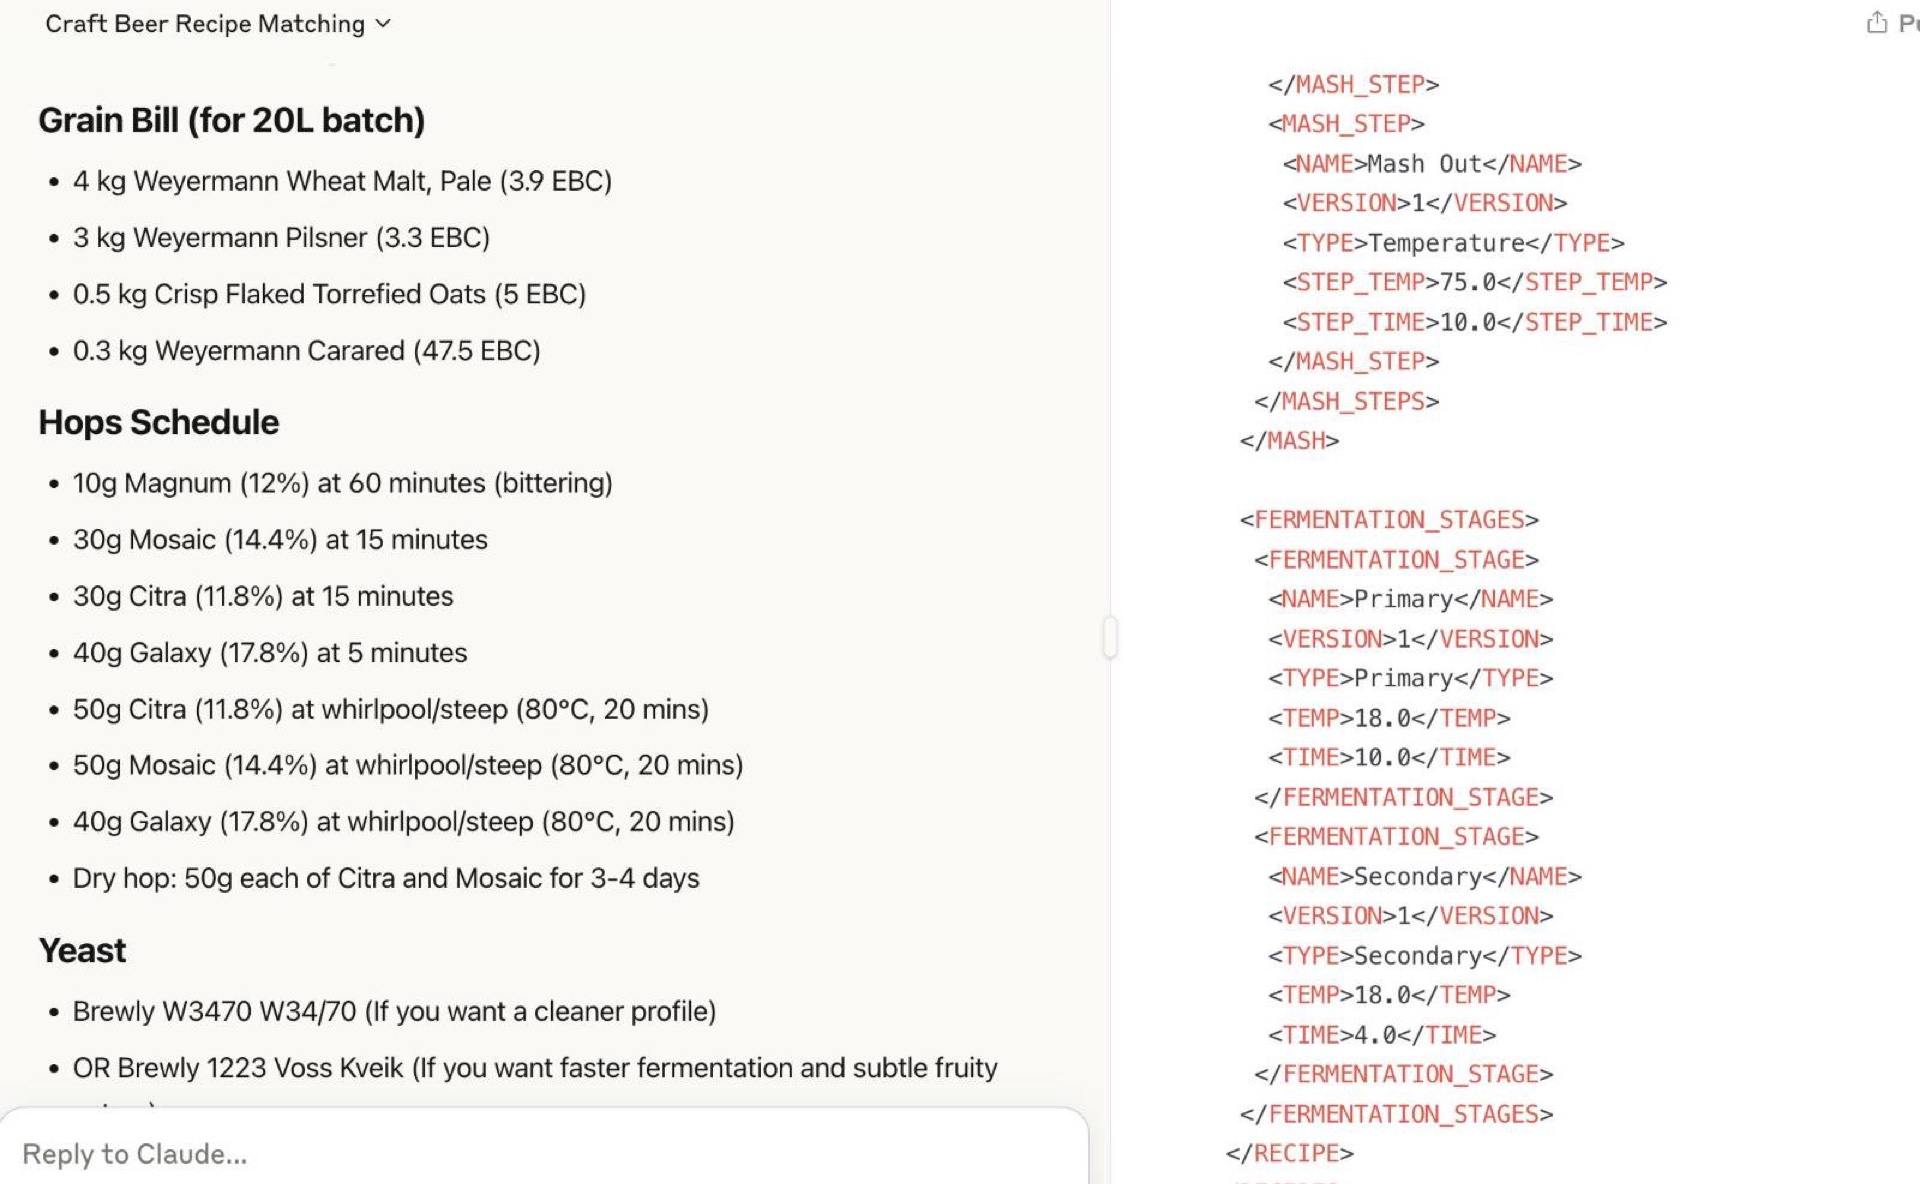 Craft Beer Recipe Matching
Grain Bill (for 20L batch)
• 4 kg Weyermann Wheat Malt, Pale (3.9 EBC)
• 3 kg Weyermann Pilsner (3.3 EBC)
• 0.5 kg Crisp Flaked Torrefied Oats (5 EBC)
• 0.3 kg Weyermann Carared (47.5 EBC)
Hops Schedule
• 10g Magnum (12%) at 60 minutes (bittering)
• 30g Mosaic (14.4%) at 15 minutes
• 30g Citra (11.8%) at 15 minutes
• 40g Galaxy (17.8%) at 5 minutes
• 50g Citra (11.8%) at whirlpool/steep (80°C, 20 mins)
• 50g Mosaic (14.4%) at whirlpool/steep (80°C, 20 mins)
• 40g Galaxy (17.8%) at whirlpool/steep (80°C, 20 mins)
• Dry hop: 50g each of Citra and Mosaic for 3-4 days
Yeast
• Brewly W3470 W34/70 (If you want a cleaner profile)
• OR Brewly 1223 Voss Kveik (If you want faster fermentation and subtle fruity
Reply to Claude...
</MASH_STEP>
<MASH_STEP>
<NAME>Mash Out</NAME>
<VERSION>1</VERSION>
<TYPE>Temperature</TYPE>
<STEP_TEMP>75.0</STEP_TEMP>
<STEP_TIME>10.0</STEP_TIME>
</MASH_STEP>
</MASH_STEPS>
</MASH>
<FERMENTATION_STAGES>
<FERMENTATION_STAGE>
<NAME>Primary</NAME>
<VERSION>1</VERSION>
<TYPE>Primary</TYPE>
<TEMP>18.0</TEMP>
<TIME>10.0</TIME>
</FERMENTATION_STAGE>
<FERMENTATION_STAGE>
<NAME>Secondary</NAME>
<VERSION>1</VERSION>
<TYPE>Secondary</TYPE>
<TEMP>18.0</TEMP>
<TIME>4.0</TIME>
</FERMENTATION_STAGE>
</FERMENTATION_STAGES>
</RECIPE>